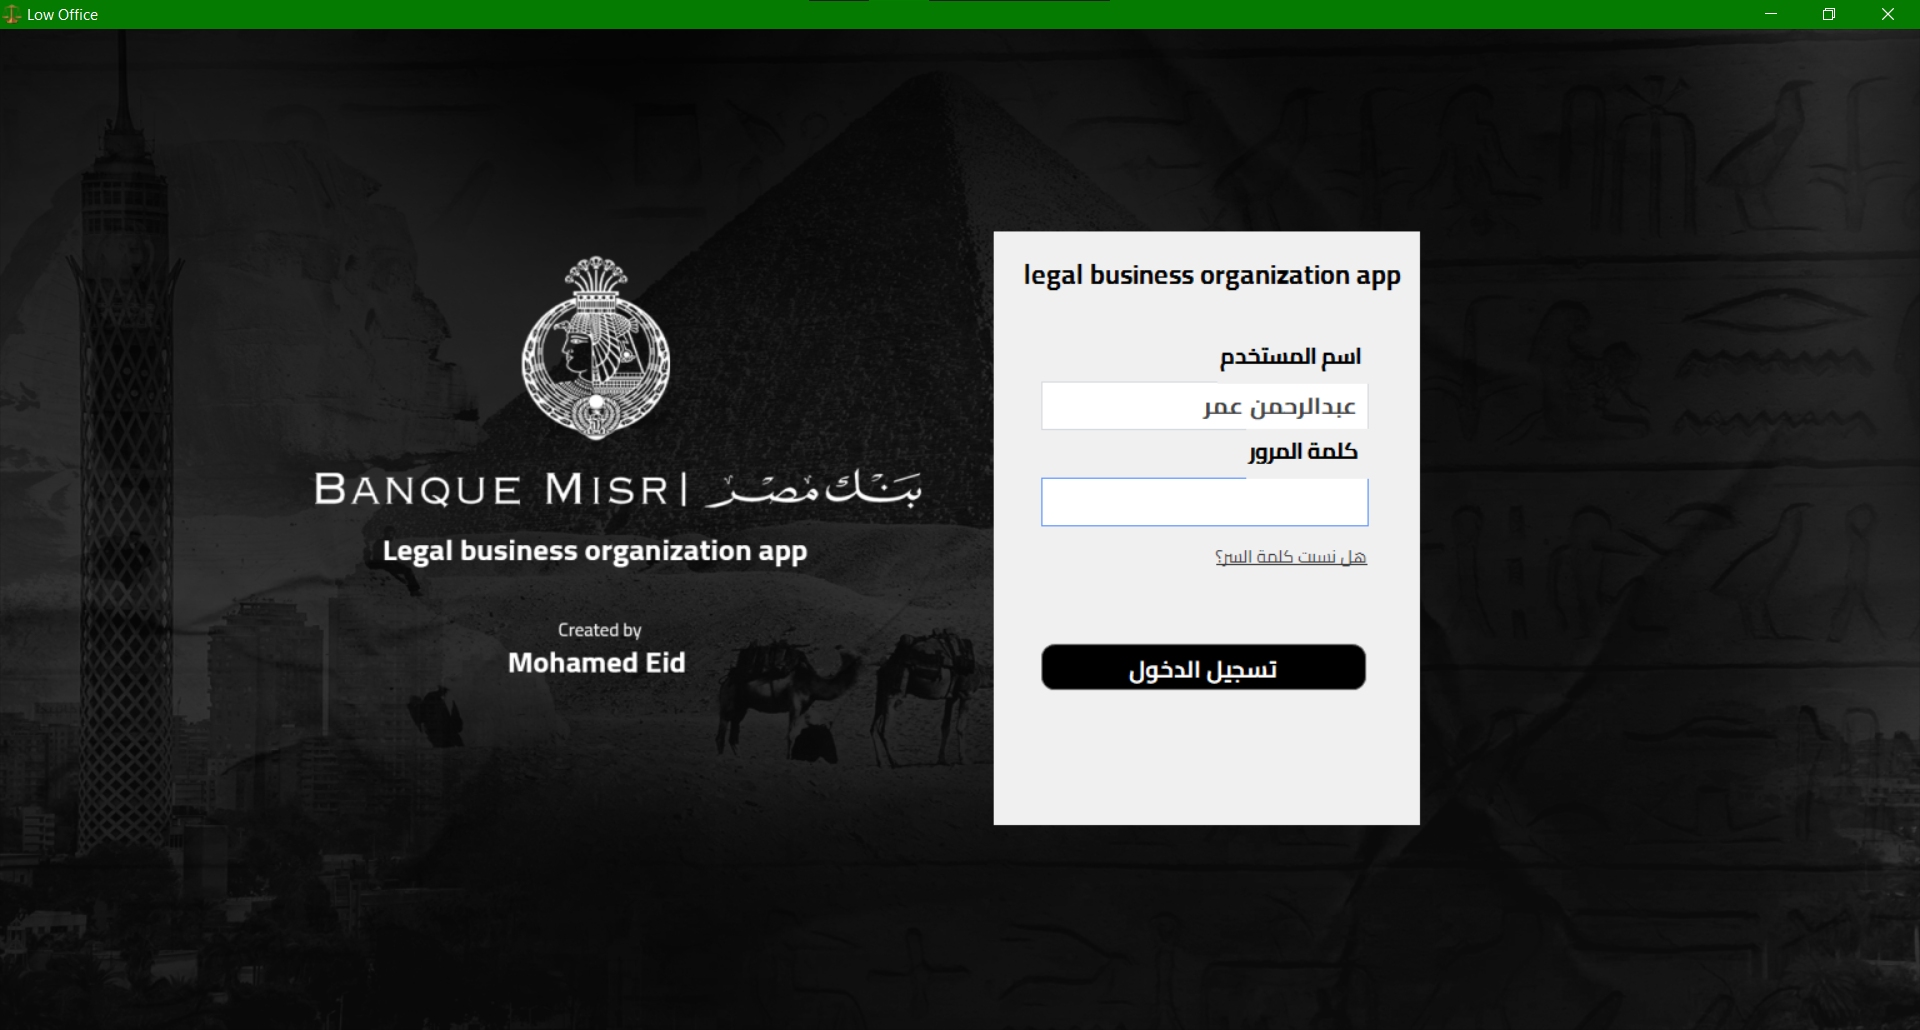 Low Office
BANQUE MISR | بنك مصر
Legal business organization app
Created by
Mohamed Eid
legal business organization app
اسم المستخدم
عبدالرحمن عمر
كلمة المرور
هل نسيت كلمة السر؟
تسجيل الدخول